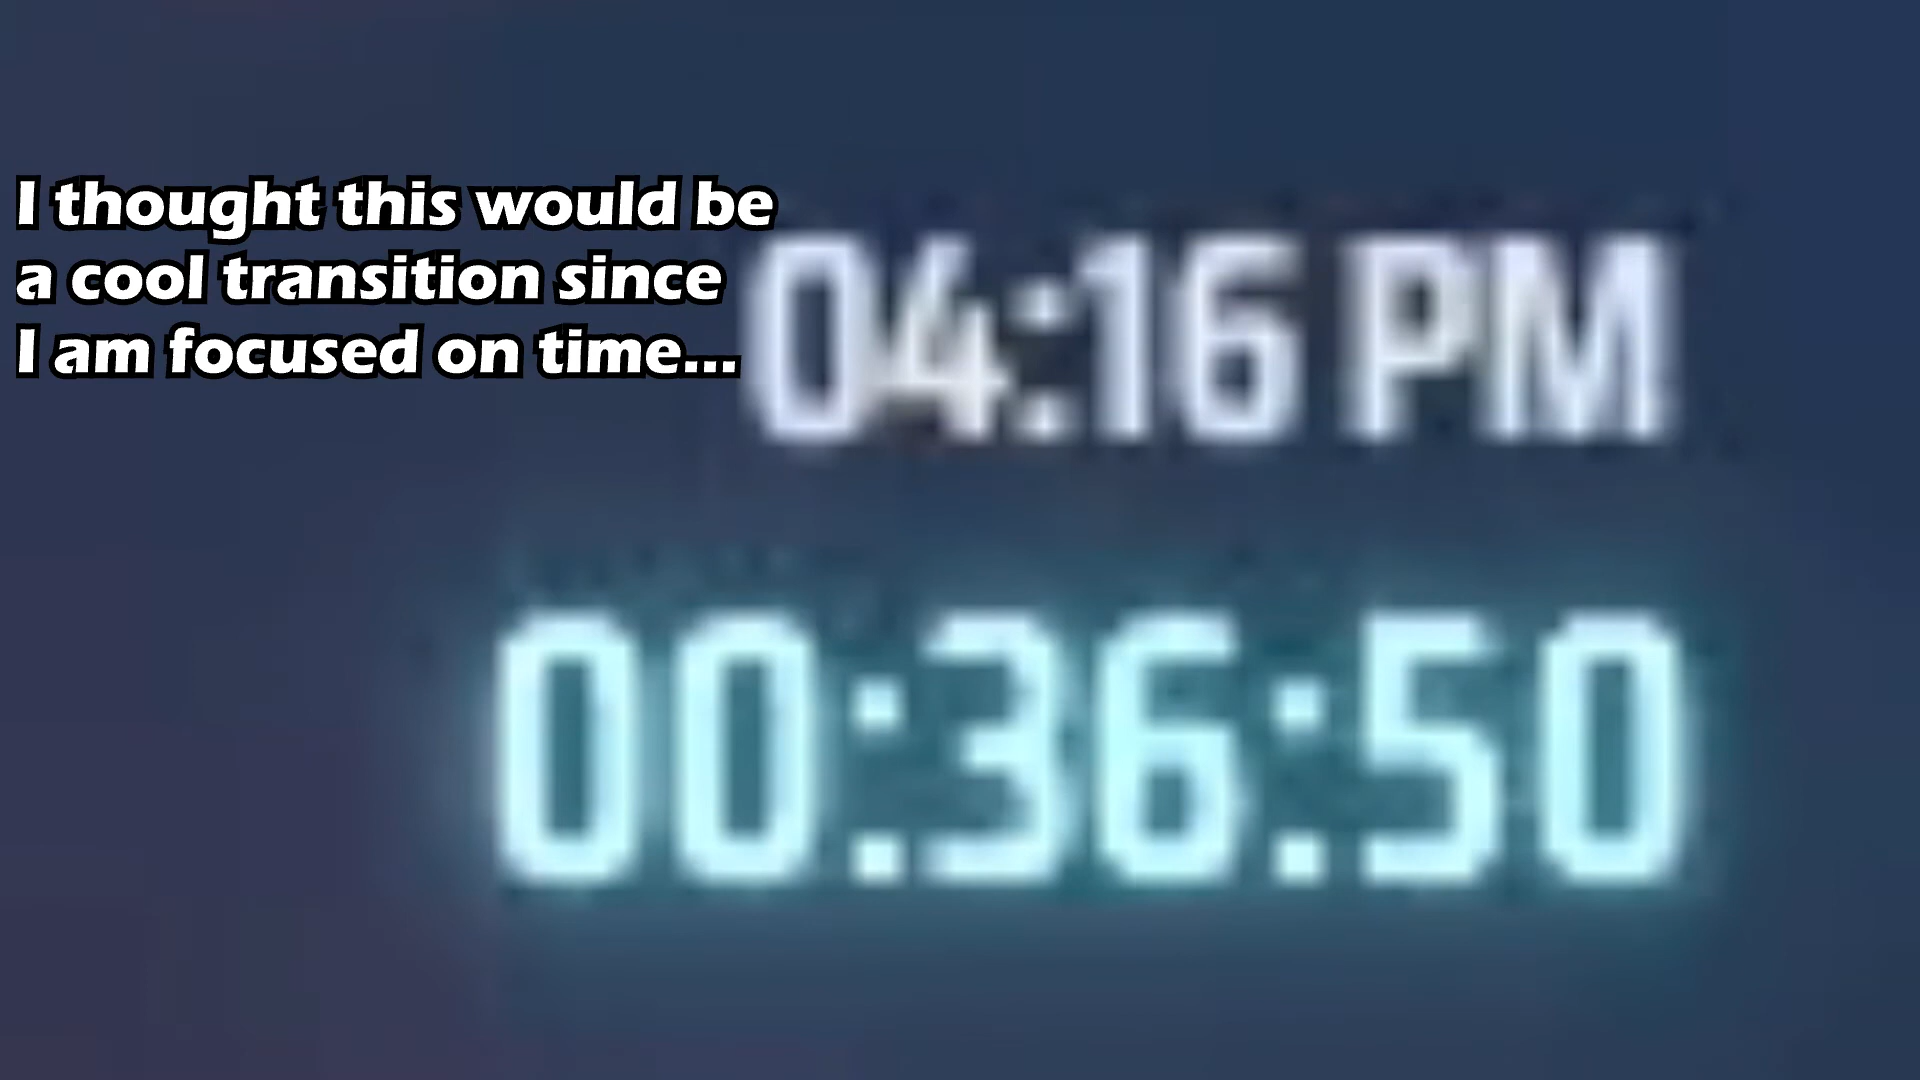 I thought this would be
a cool transition since
I am focused on time...
04:16 PM
00:36:50